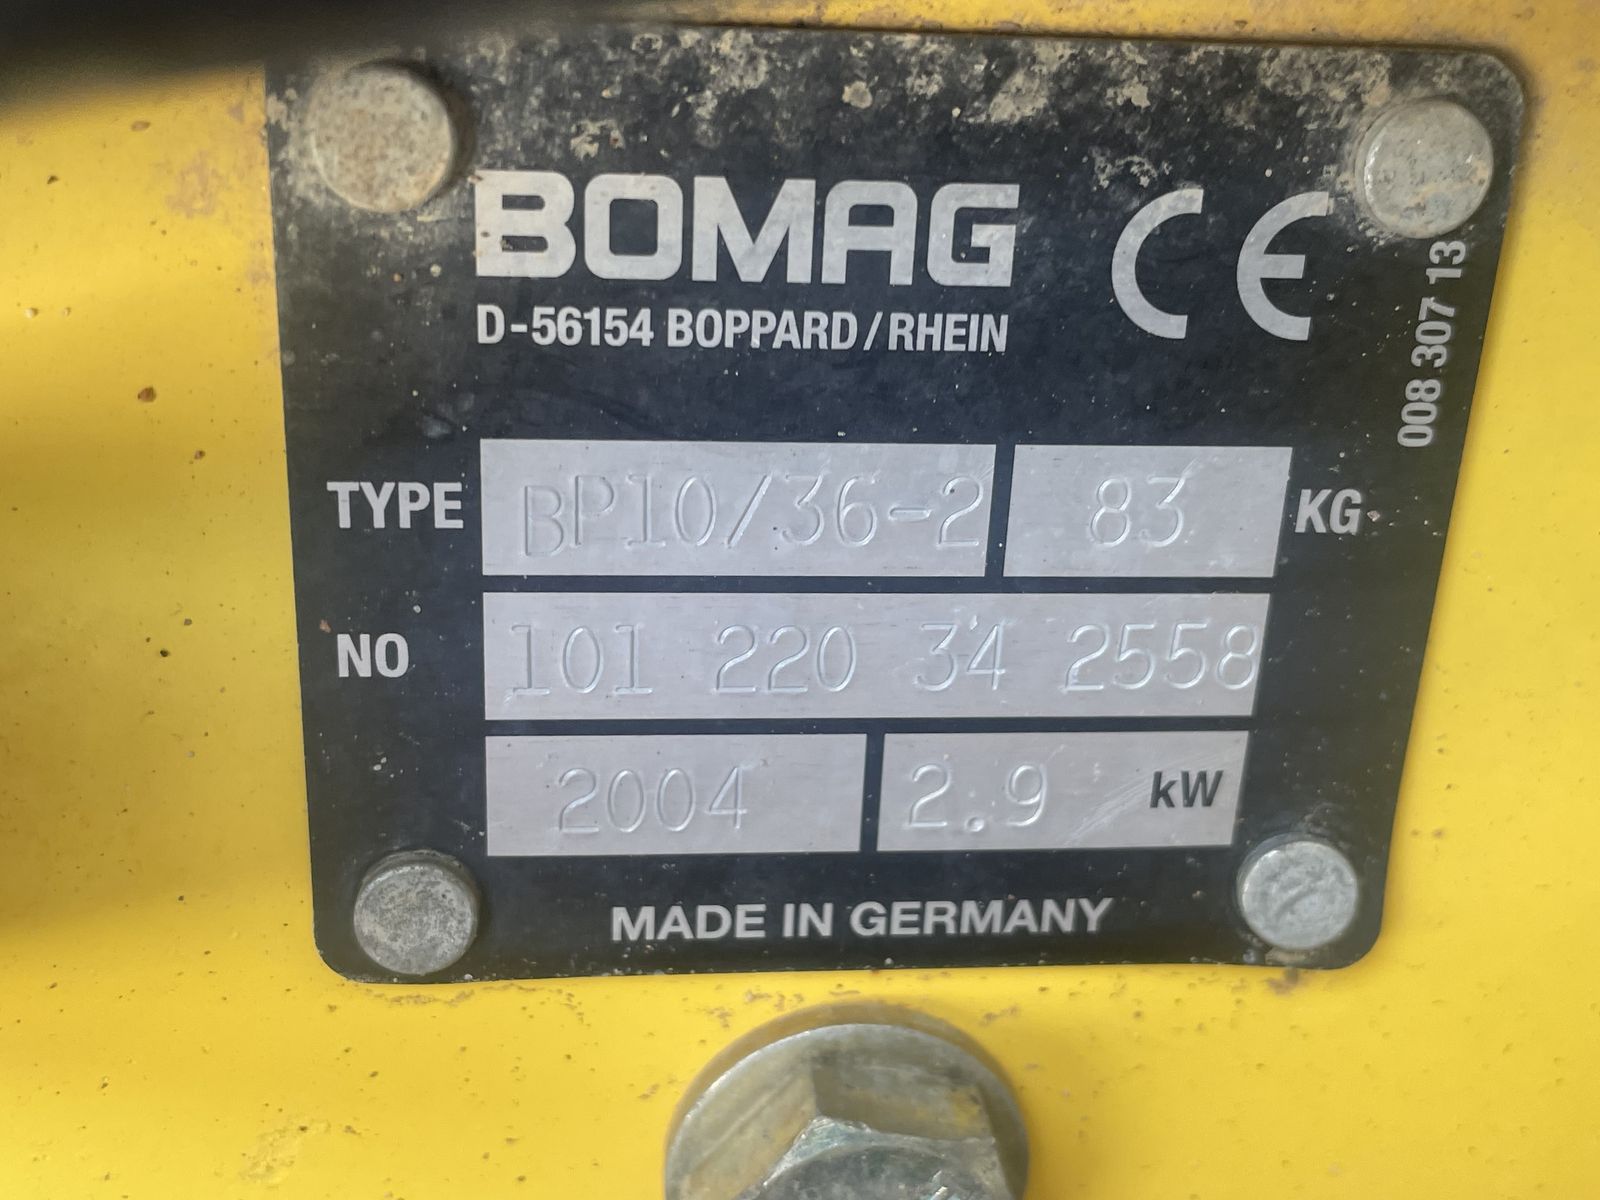 BOMAG CE
D-56154 BOPPARD/RHEIN
008 307 13
TYPE BP10/36-2 83 KG
NO 101 220 34 2558
2004 2.9 kW
MADE IN GERMANY